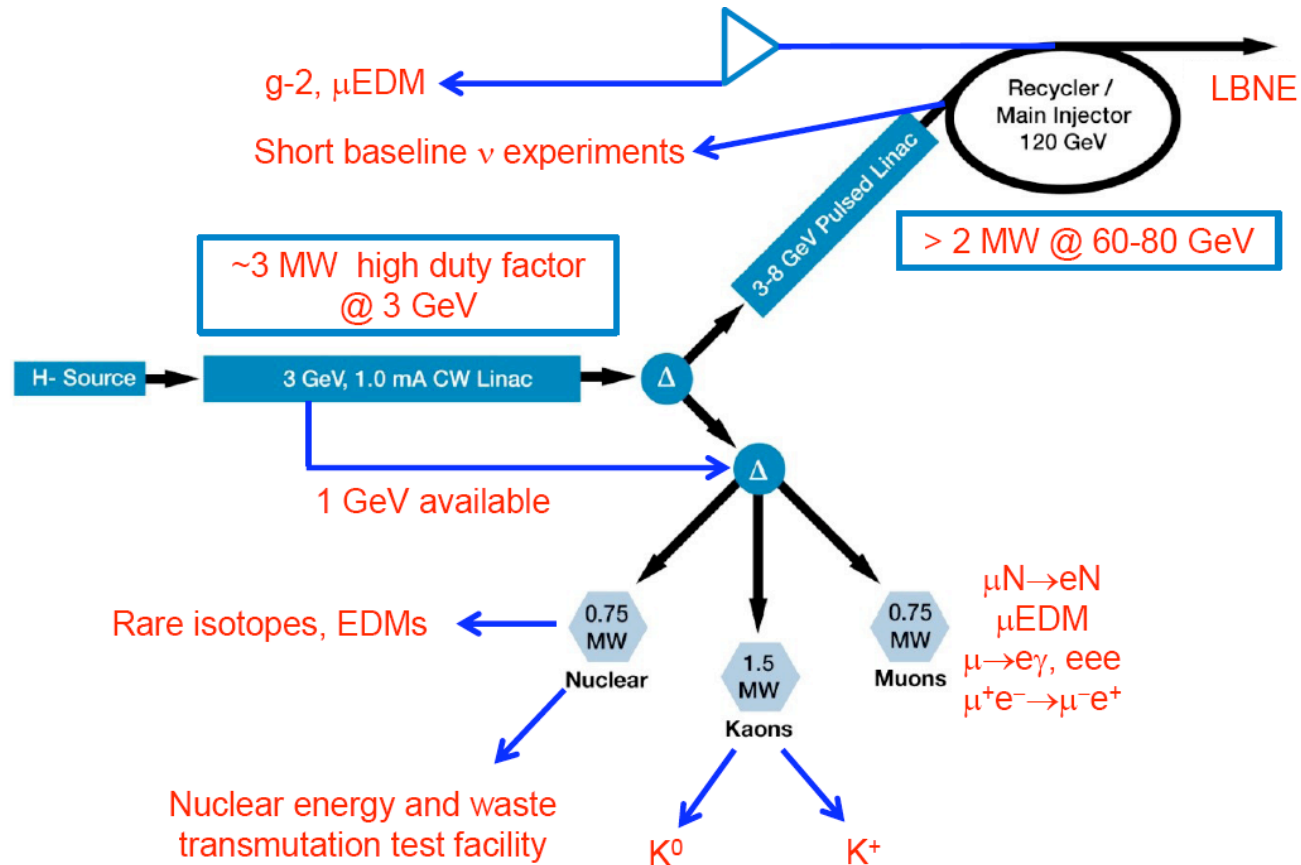 g-2, μEDM
LBNE
Recycler /
Main Injector
120 GeV
Short baseline ν experiments
3-8 GeV Pulsed Linac
> 2 MW @ 60-80 GeV
~3 MW high duty factor
@ 3 GeV
H- Source
3 GeV, 1.0 mA CW Linac
Δ
Δ
1 GeV available
Rare isotopes, EDMs
0.75
MW
Nuclear
1.5
MW
Kaons
0.75
MW
Muons
μN→eN
μEDM
μ→eγ, eee
μ⁺e⁻→μ⁻e⁺
Nuclear energy and waste
transmutation test facility
K⁰
K⁺